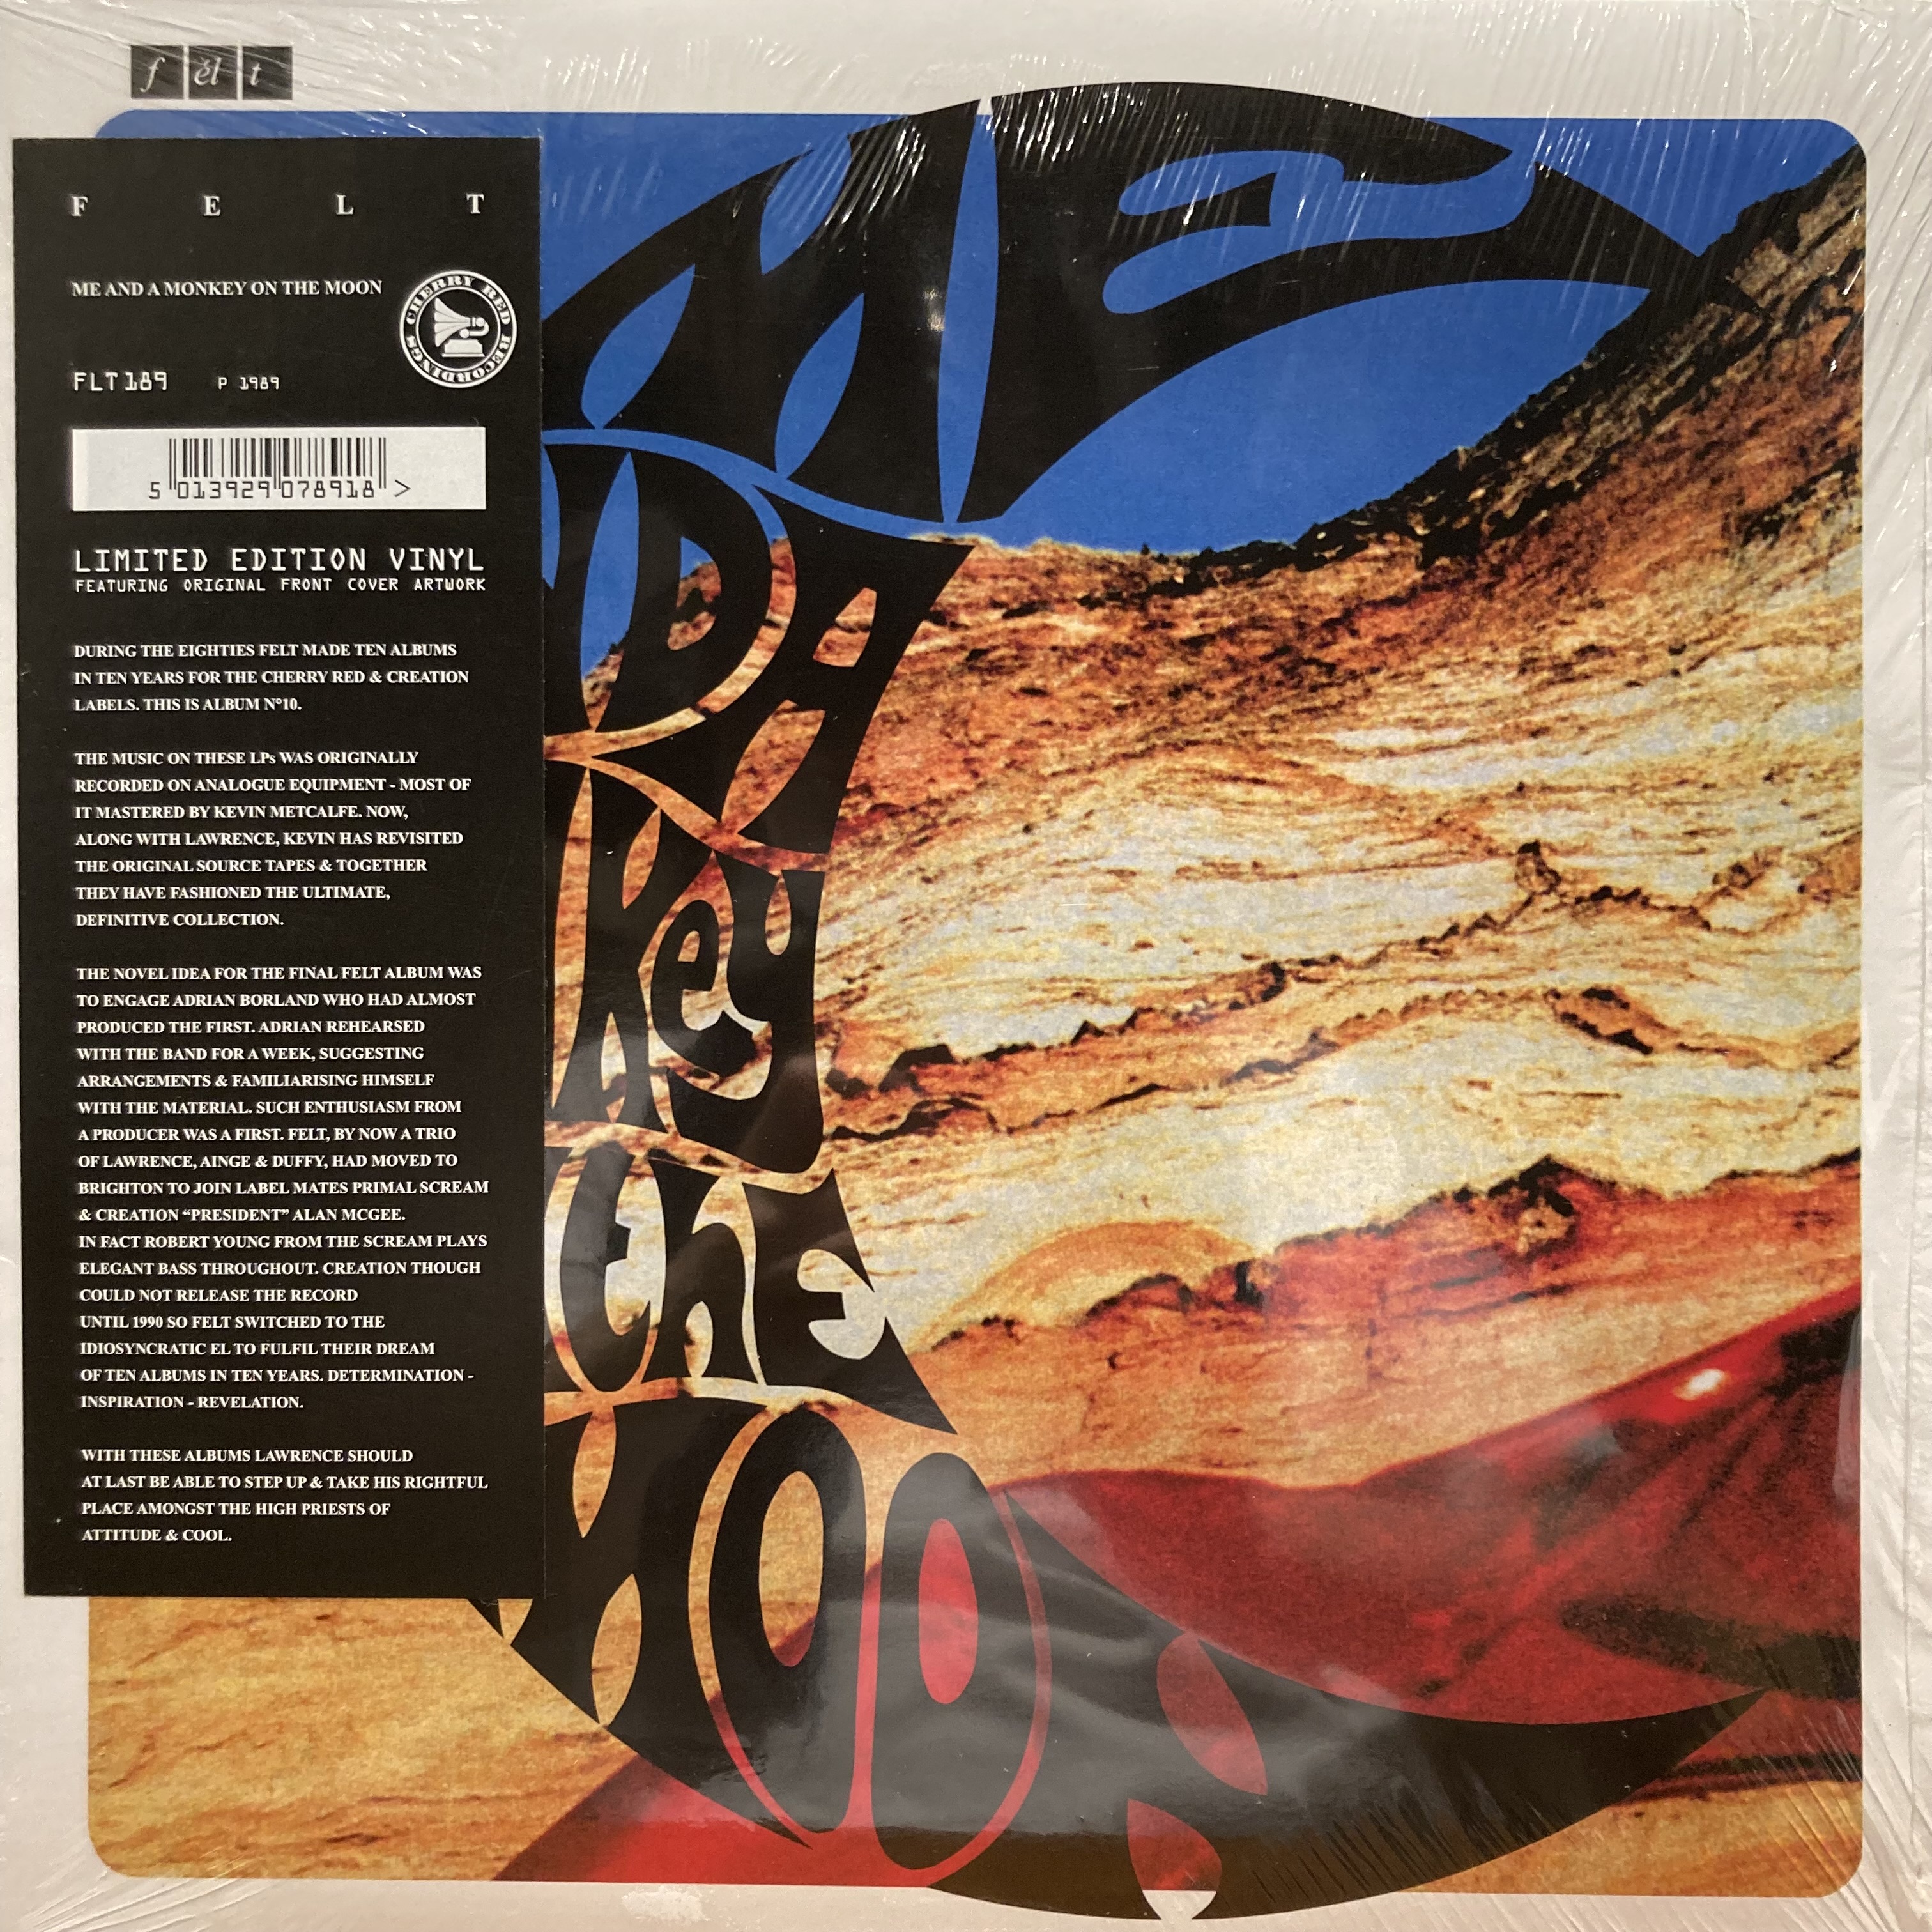 f él t
F E L T
ME AND A MONKEY ON THE MOON
CHERRY RED RECORDINGS
FLT189 P 1989
5 013929 078918 >
LIMITED EDITION VINYL
FEATURING ORIGINAL FRONT COVER ARTWORK
DURING THE EIGHTIES FELT MADE TEN ALBUMS
IN TEN YEARS FOR THE CHERRY RED & CREATION
LABELS. THIS IS ALBUM Nº10.
THE MUSIC ON THESE LPs WAS ORIGINALLY
RECORDED ON ANALOGUE EQUIPMENT - MOST OF
IT MASTERED BY KEVIN METCALFE. NOW,
ALONG WITH LAWRENCE, KEVIN HAS REVISITED
THE ORIGINAL SOURCE TAPES & TOGETHER
THEY HAVE FASHIONED THE ULTIMATE,
DEFINITIVE COLLECTION.
THE NOVEL IDEA FOR THE FINAL FELT ALBUM WAS
TO ENGAGE ADRIAN BORLAND WHO HAD ALMOST
PRODUCED THE FIRST. ADRIAN REHEARSED
WITH THE BAND FOR A WEEK, SUGGESTING
ARRANGEMENTS & FAMILIARISING HIMSELF
WITH THE MATERIAL. SUCH ENTHUSIASM FROM
A PRODUCER WAS A FIRST. FELT, BY NOW A TRIO
OF LAWRENCE, AINGE & DUFFY, HAD MOVED TO
BRIGHTON TO JOIN LABEL MATES PRIMAL SCREAM
& CREATION “PRESIDENT” ALAN MCGEE.
IN FACT ROBERT YOUNG FROM THE SCREAM PLAYS
ELEGANT BASS THROUGHOUT. CREATION THOUGH
COULD NOT RELEASE THE RECORD
UNTIL 1990 SO FELT SWITCHED TO THE
IDIOSYNCRATIC EL TO FULFIL THEIR DREAM
OF TEN ALBUMS IN TEN YEARS. DETERMINATION -
INSPIRATION - REVELATION.
WITH THESE ALBUMS LAWRENCE SHOULD
AT LAST BE ABLE TO STEP UP & TAKE HIS RIGHTFUL
PLACE AMONGST THE HIGH PRIESTS OF
ATTITUDE & COOL.
ME
D A
Key
thE
MOON